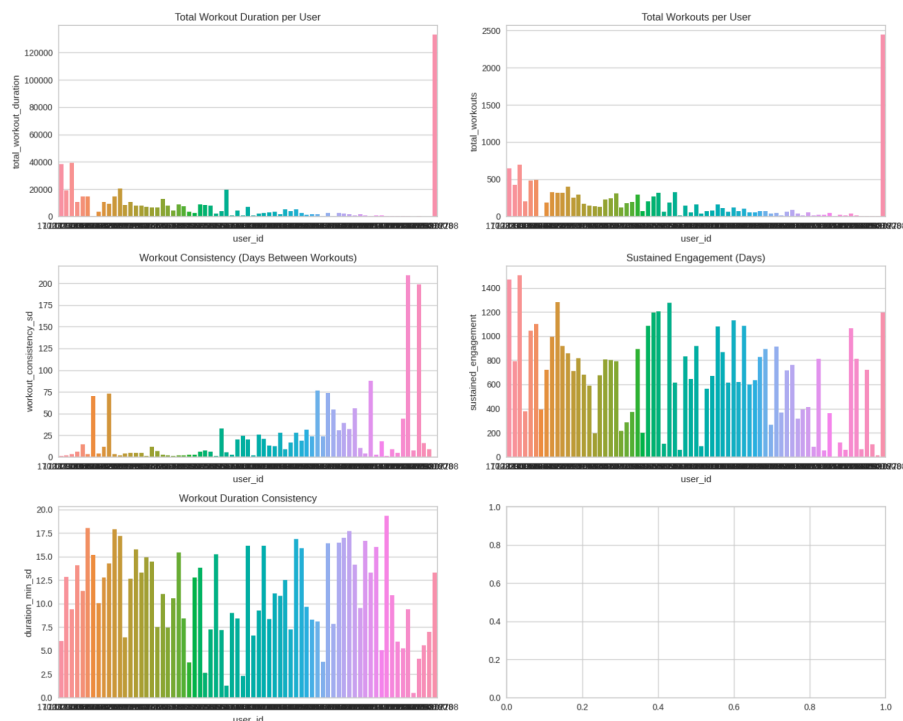 Total Workout Duration per User
total_workout_duration
120000
100000
80000
60000
40000
20000
0
user_id
Total Workouts per User
total_workouts
2500
2000
1500
1000
500
0
user_id
Workout Consistency (Days Between Workouts)
workout_consistency_sd
200
175
150
125
100
75
50
25
0
user_id
Sustained Engagement (Days)
sustained_engagement
1400
1200
1000
800
600
400
200
0
user_id
Workout Duration Consistency
duration_min_sd
20.0
17.5
15.0
12.5
10.0
7.5
5.0
2.5
0.0
user_id
1.0
0.8
0.6
0.4
0.2
0.0
0.0 0.2 0.4 0.6 0.8 1.0